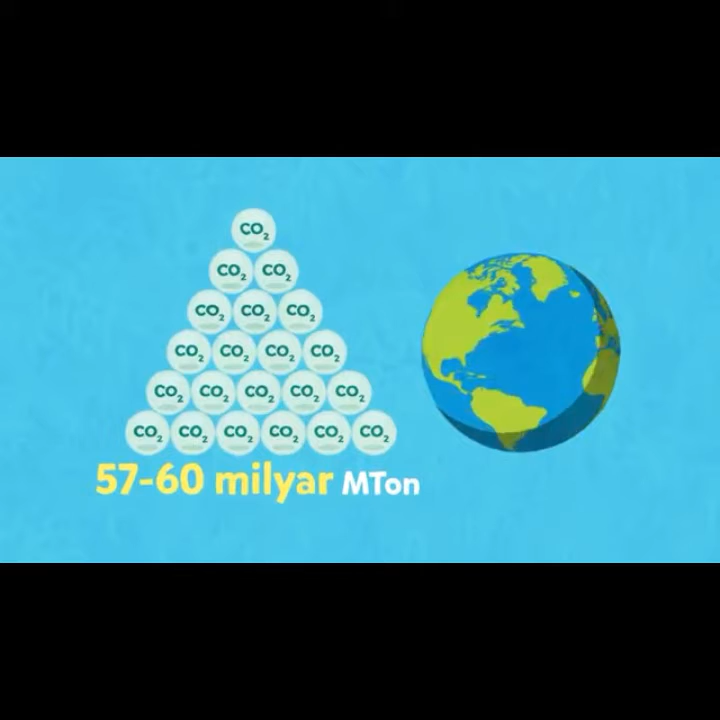 CO₂
CO₂ CO₂
CO₂ CO₂ CO₂
CO₂ CO₂ CO₂ CO₂
CO₂ CO₂ CO₂ CO₂ CO₂
CO₂ CO₂ CO₂ CO₂ CO₂ CO₂
57-60 milyar MTon